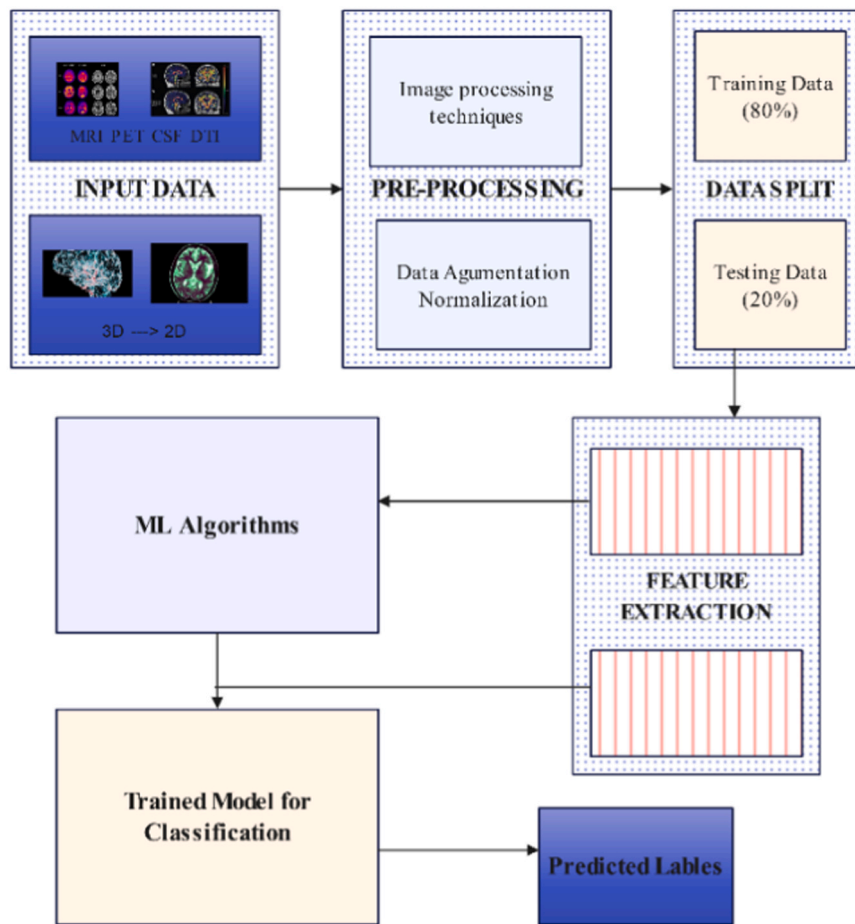 MRI PET CSF DTI
INPUT DATA
3D ---> 2D
Image processing
techniques
PRE-PROCESSING
Data Agumentation
Normalization
Training Data
(80%)
DATA SPLIT
Testing Data
(20%)
ML Algorithms
FEATURE
EXTRACTION
Trained Model for
Classification
Predicted Lables